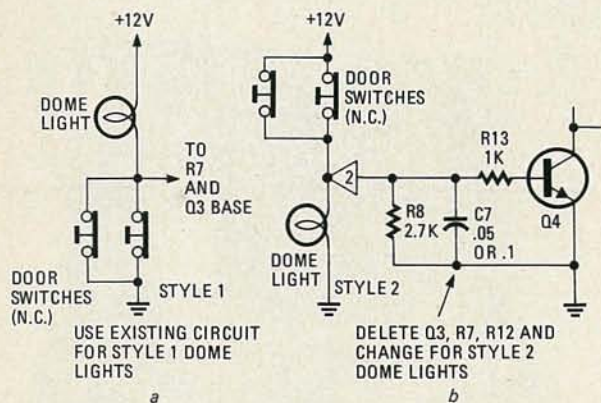 +12V
DOME
LIGHT
TO
R7
AND
Q3 BASE
DOOR SWITCHES
(N.C.)
STYLE 1
USE EXISTING CIRCUIT
FOR STYLE 1 DOME
LIGHTS
a
+12V
DOOR
SWITCHES
(N.C.)
2
R13
1K
Q4
R8
2.7K
C7
.05
OR .1
DOME
LIGHT
STYLE 2
DELETE Q3, R7, R12 AND
CHANGE FOR STYLE 2
DOME LIGHTS
b